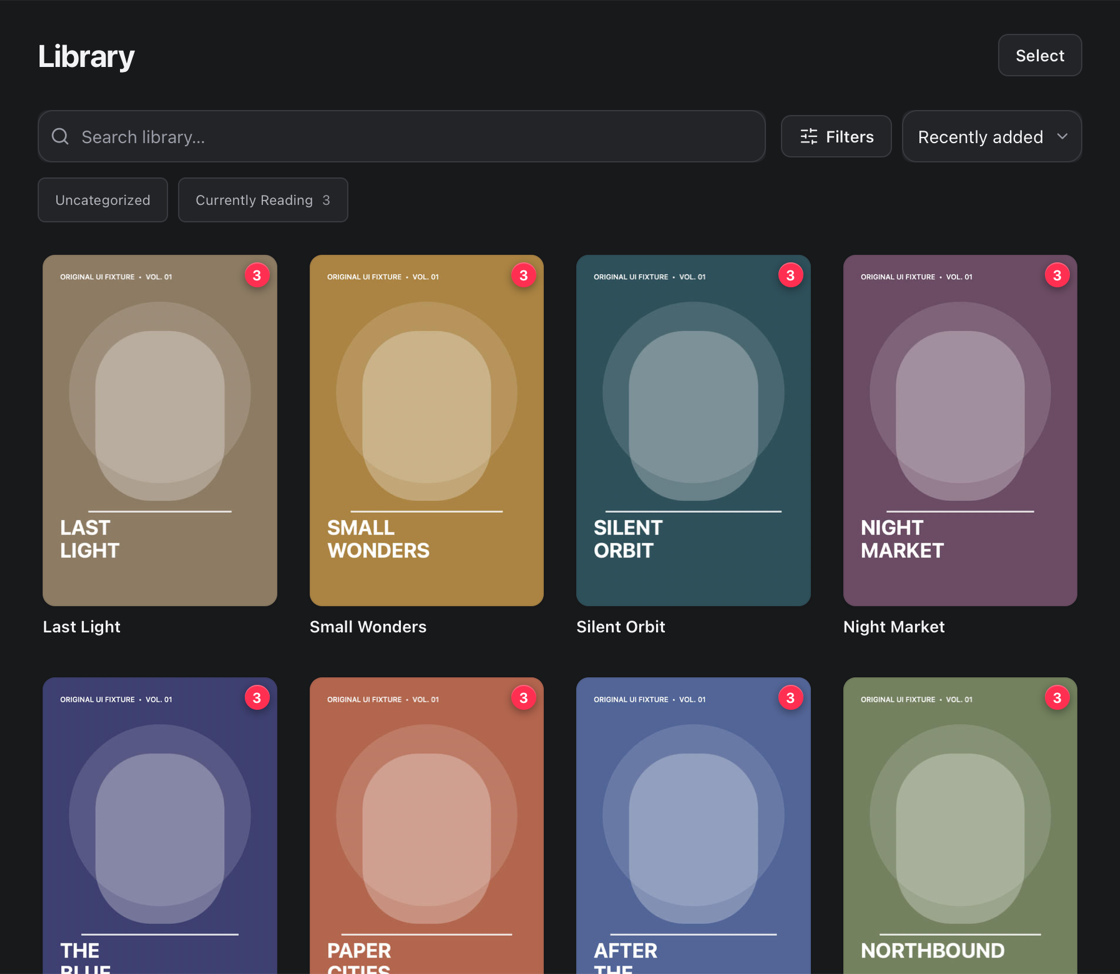 Library
Select
Search library...
Filters
Recently added
Uncategorized
Currently Reading 3
ORIGINAL UI FIXTURE • VOL. 01
3
LAST
LIGHT
Last Light
ORIGINAL UI FIXTURE • VOL. 01
3
SMALL
WONDERS
Small Wonders
ORIGINAL UI FIXTURE • VOL. 01
3
SILENT
ORBIT
Silent Orbit
ORIGINAL UI FIXTURE • VOL. 01
3
NIGHT
MARKET
Night Market
ORIGINAL UI FIXTURE • VOL. 01
3
THE
BLUE
ORIGINAL UI FIXTURE • VOL. 01
3
PAPER
CITIES
ORIGINAL UI FIXTURE • VOL. 01
3
AFTER
THE
ORIGINAL UI FIXTURE • VOL. 01
3
NORTHBOUND